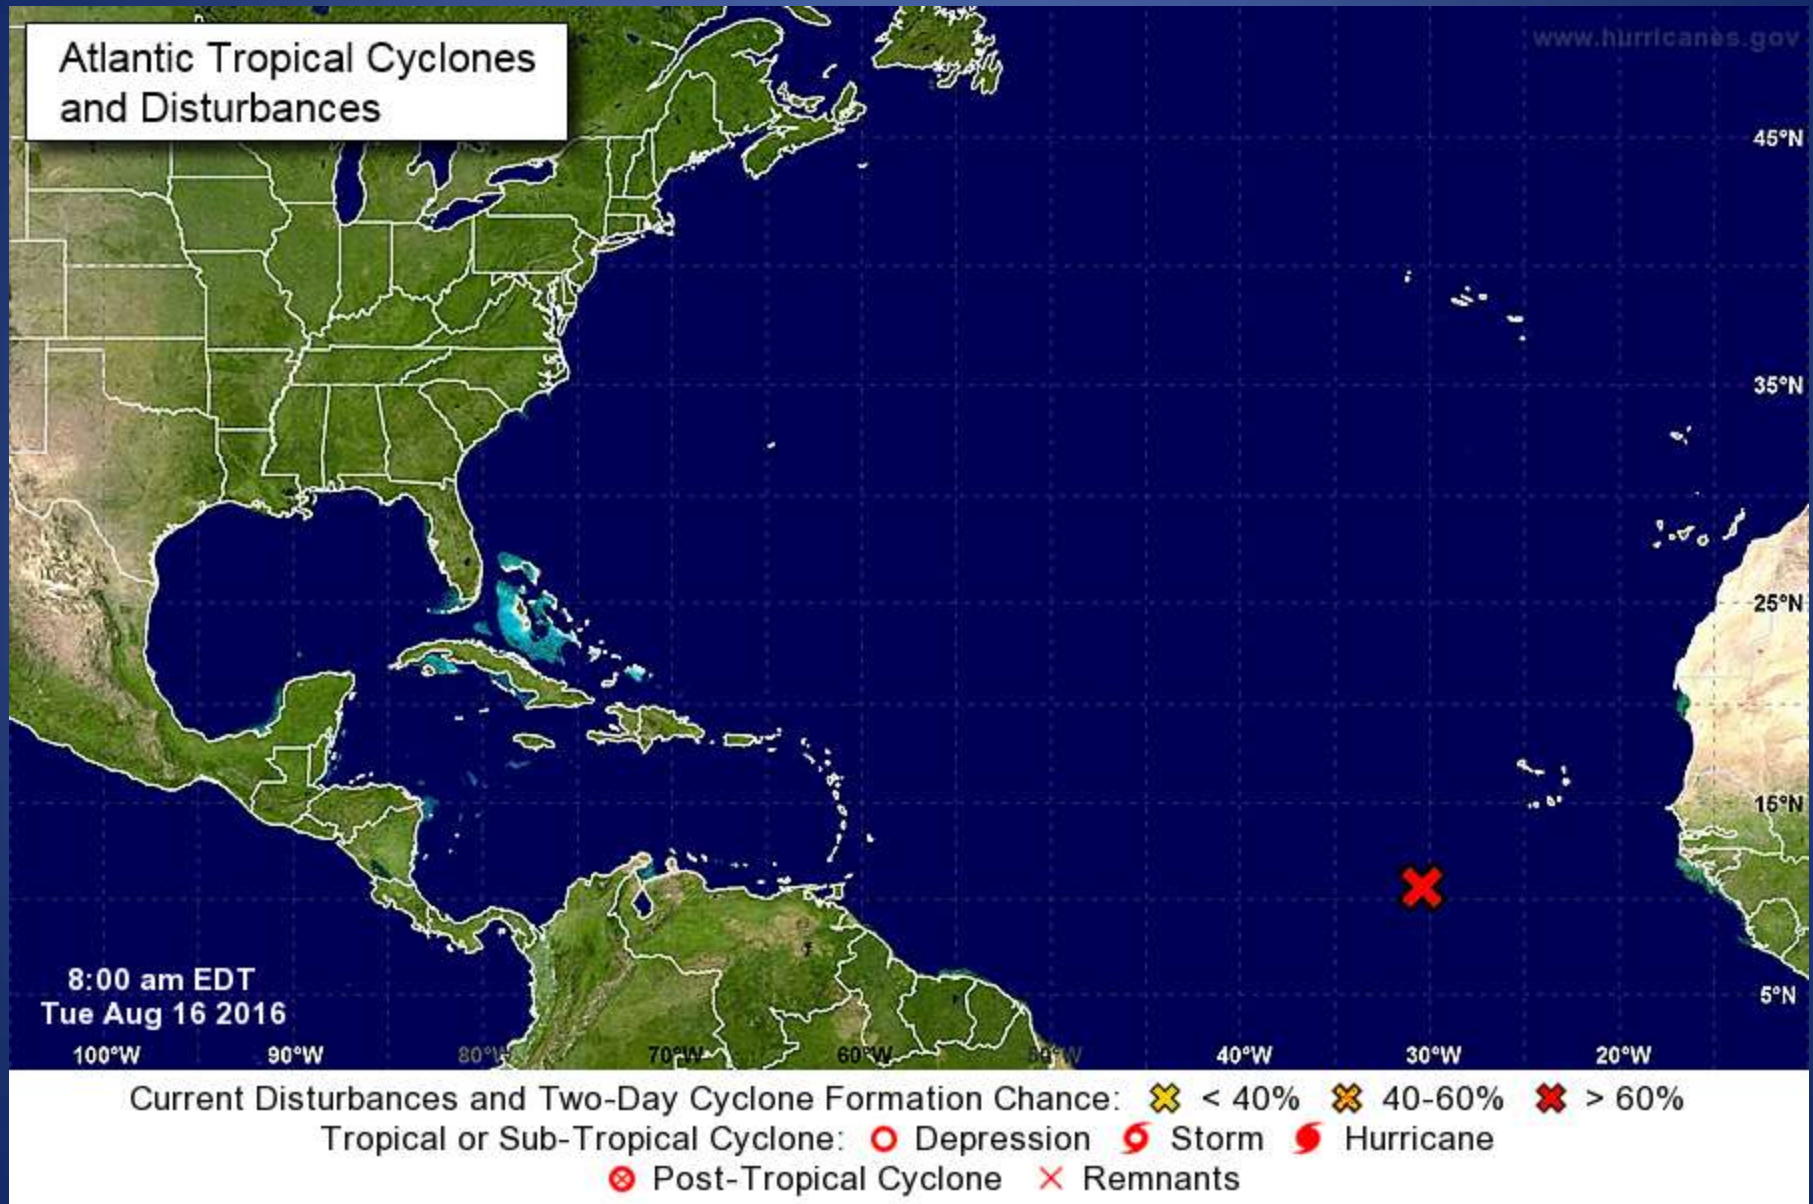 Atlantic Tropical Cyclones
and Disturbances
www.hurricanes.gov
45°N
35°N
25°N
15°N
5°N
8:00 am EDT
Tue Aug 16 2016
100°W 90°W 80°W 70°W 60°W 50°W 40°W 30°W 20°W
Current Disturbances and Two-Day Cyclone Formation Chance: < 40% 40-60% > 60%
Tropical or Sub-Tropical Cyclone: Depression Storm Hurricane
Post-Tropical Cyclone Remnants